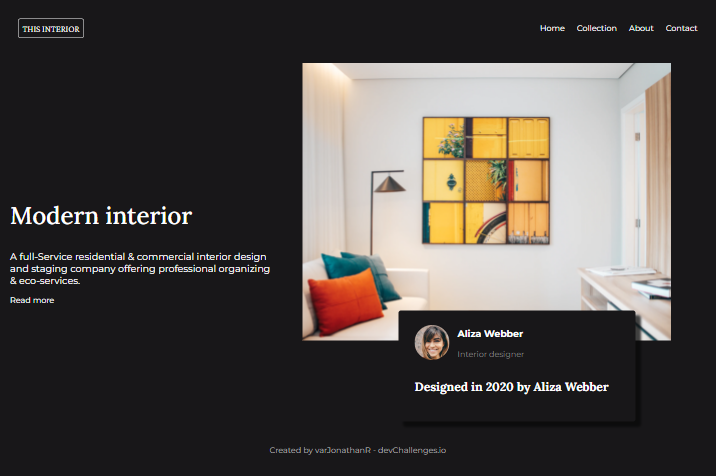 THIS INTERIOR
Home Collection About Contact
Modern interior
A full-Service residential & commercial interior design
and staging company offering professional organizing
& eco-services.
Read more
Aliza Webber
Interior designer
Designed in 2020 by Aliza Webber
Created by varJonathanR - devChallenges.io